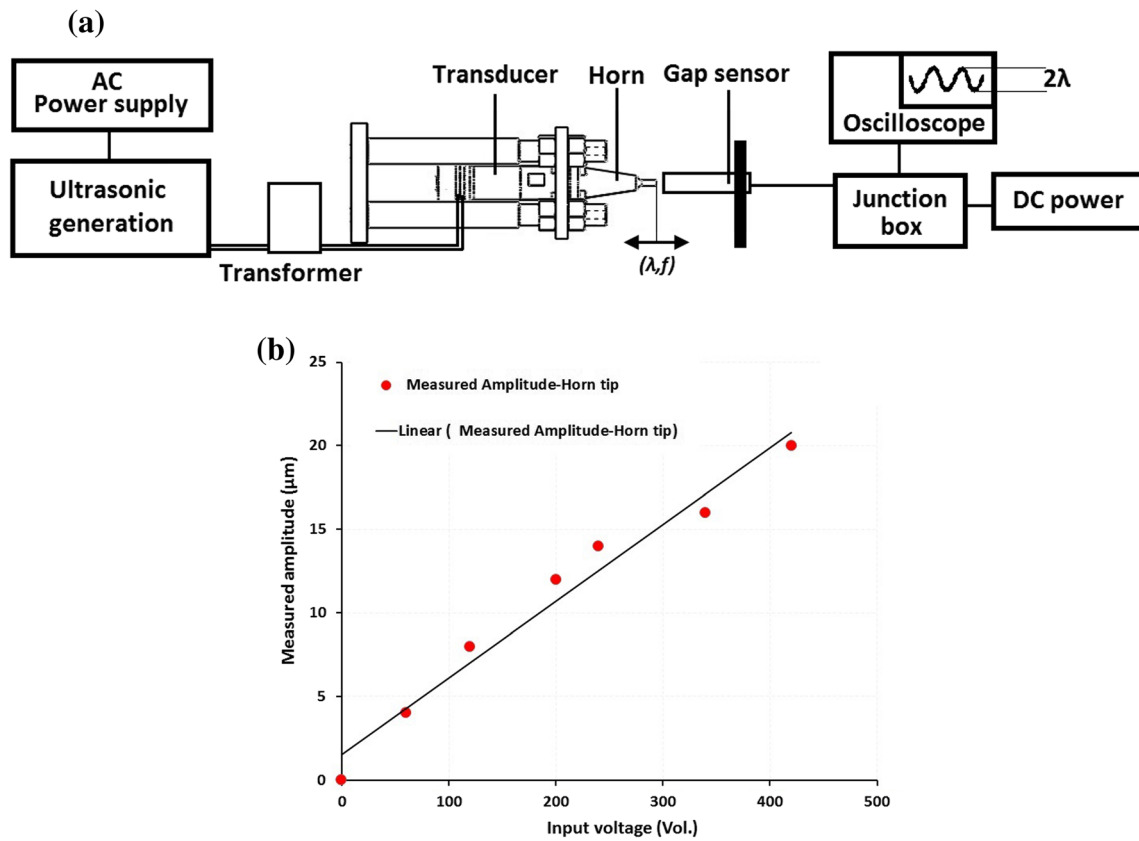 (a)
AC
Power supply
Ultrasonic
generation
Transformer
Transducer
Horn
Gap sensor
(λ,f)
2λ
Oscilloscope
Junction
box
DC power
(b)
Measured Amplitude-Horn tip
Linear ( Measured Amplitude-Horn tip)
Measured amplitude (µm)
25
20
15
10
5
0
0 100 200 300 400 500
Input voltage (Vol.)